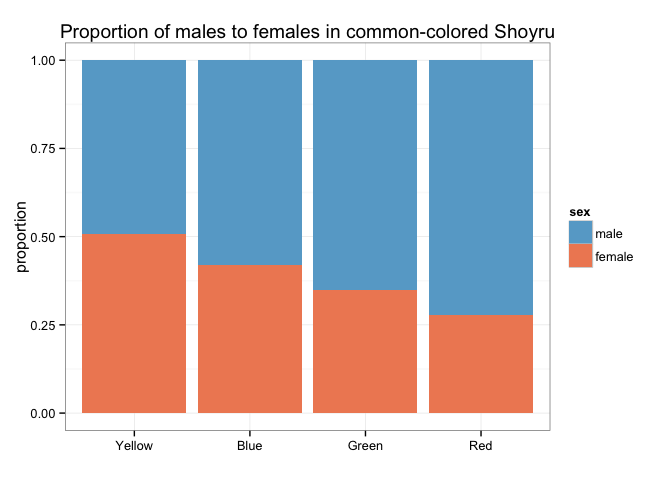 Proportion of males to females in common-colored Shoyru
1.00
0.75
0.50
0.25
0.00
proportion
Yellow Blue Green Red
sex
male
female